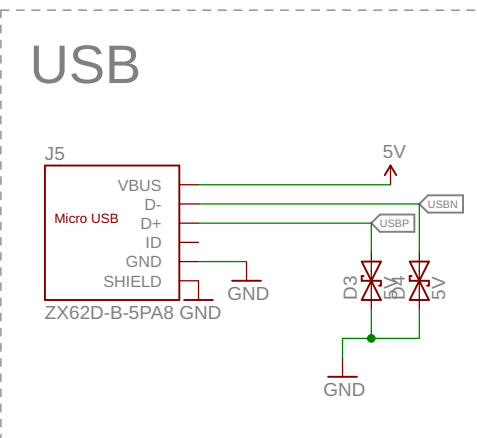 USB
J5
5V
VBUS
D-
USBN
Micro USB
D+
USBP
ID
GND
SHIELD
GND
D3
5V
D4
5V
ZX62D-B-5PA8
GND
GND